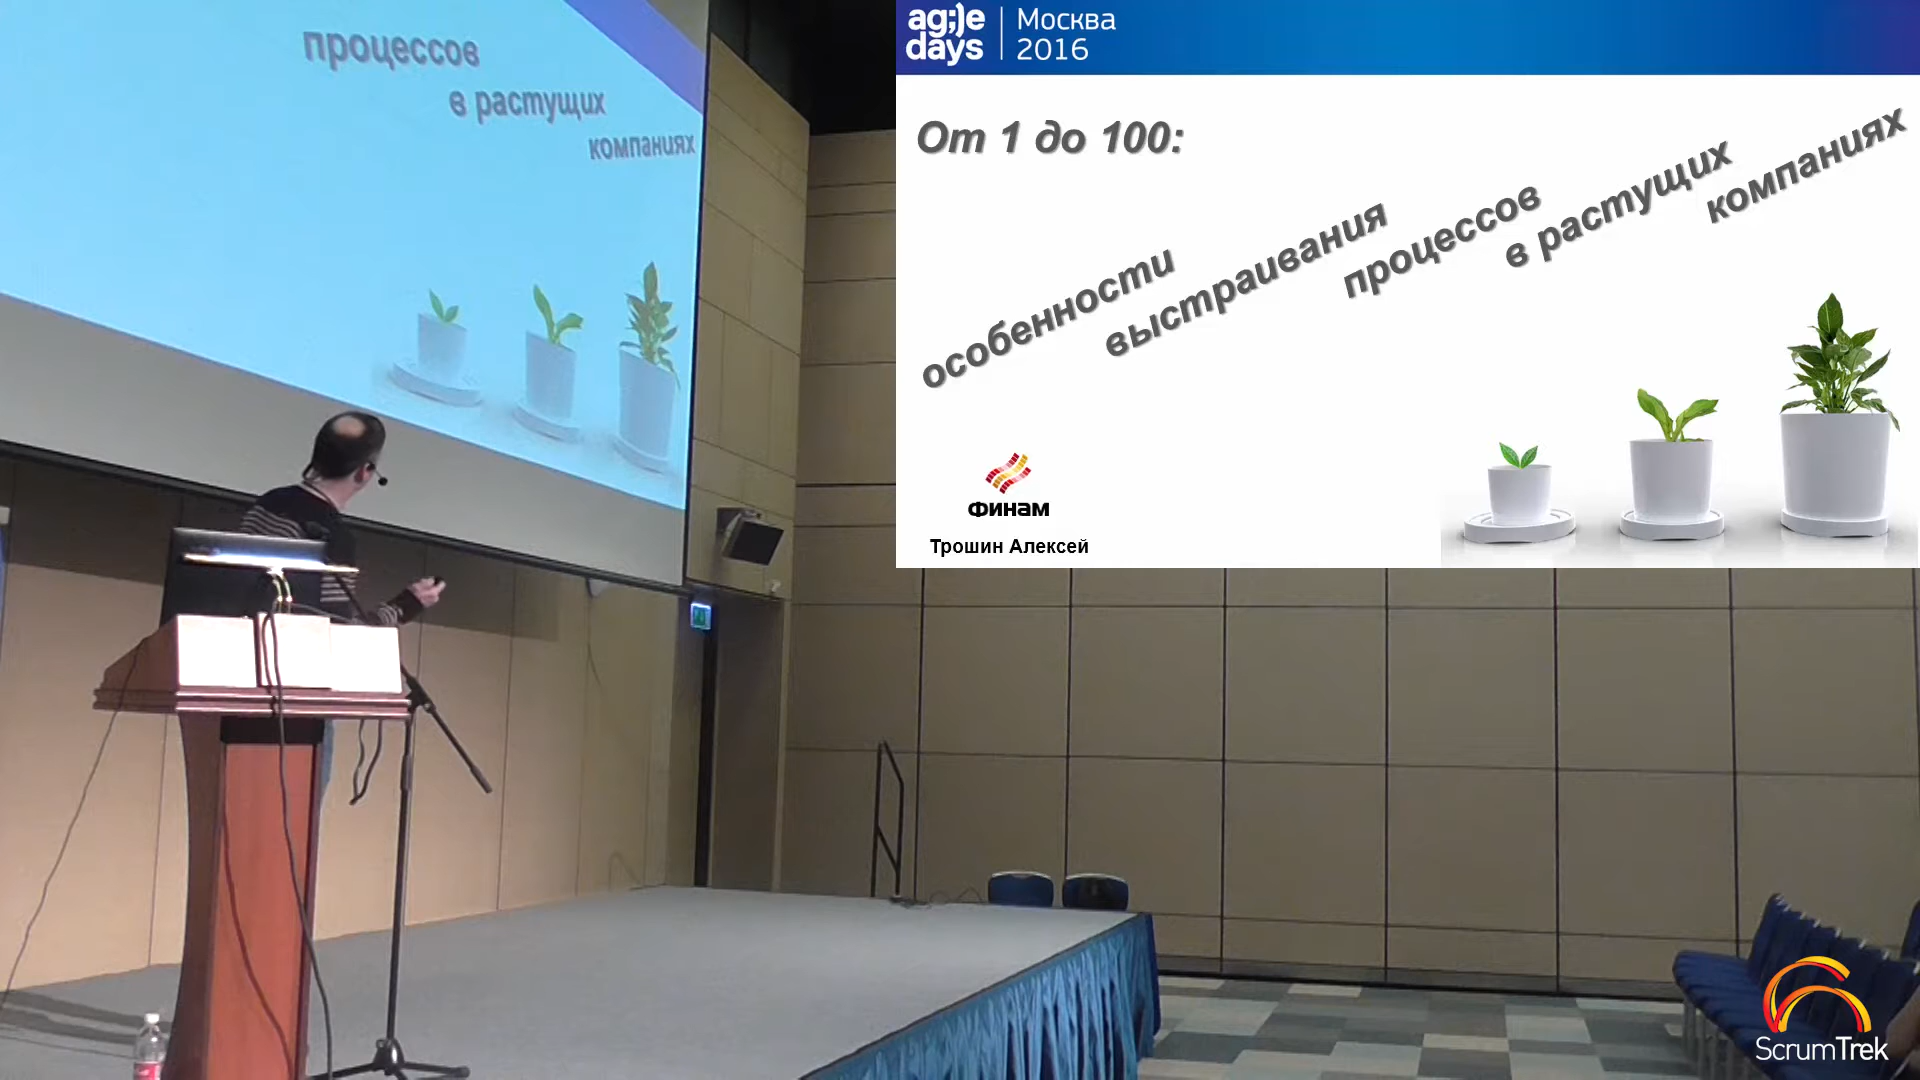 процессов
в растущих
компаниях
ag;)e
days
Москва
2016
От 1 до 100:
особенности
выстраивания
процессов
в растущих
компаниях
ФИНАМ
Трошин Алексей
ScrumTrek